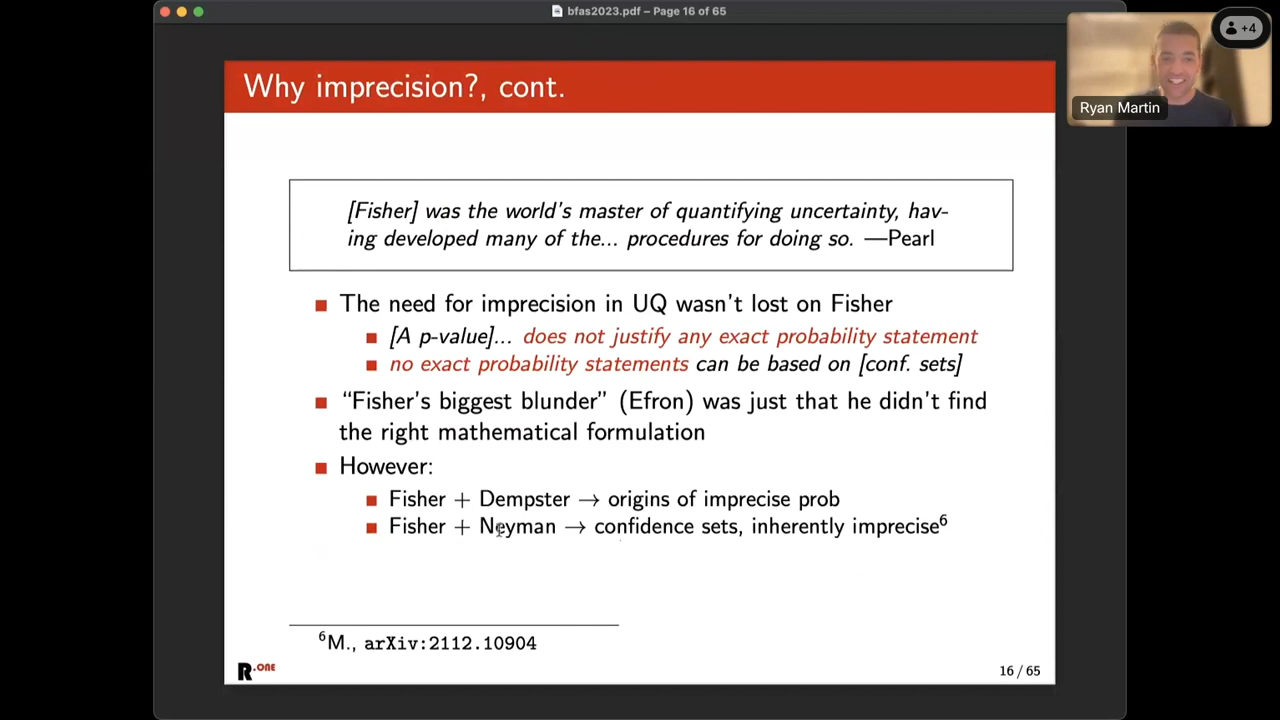 bfas2023.pdf – Page 16 of 65
+4
Ryan Martin
Why imprecision?, cont.
[Fisher] was the world's master of quantifying uncertainty, hav-
ing developed many of the... procedures for doing so. —Pearl
The need for imprecision in UQ wasn't lost on Fisher
[A p-value]... does not justify any exact probability statement
no exact probability statements can be based on [conf. sets]
“Fisher's biggest blunder” (Efron) was just that he didn't find
the right mathematical formulation
However:
Fisher + Dempster → origins of imprecise prob
Fisher + Neyman → confidence sets, inherently imprecise⁶
⁶M., arXiv:2112.10904
R.ONE
16 / 65